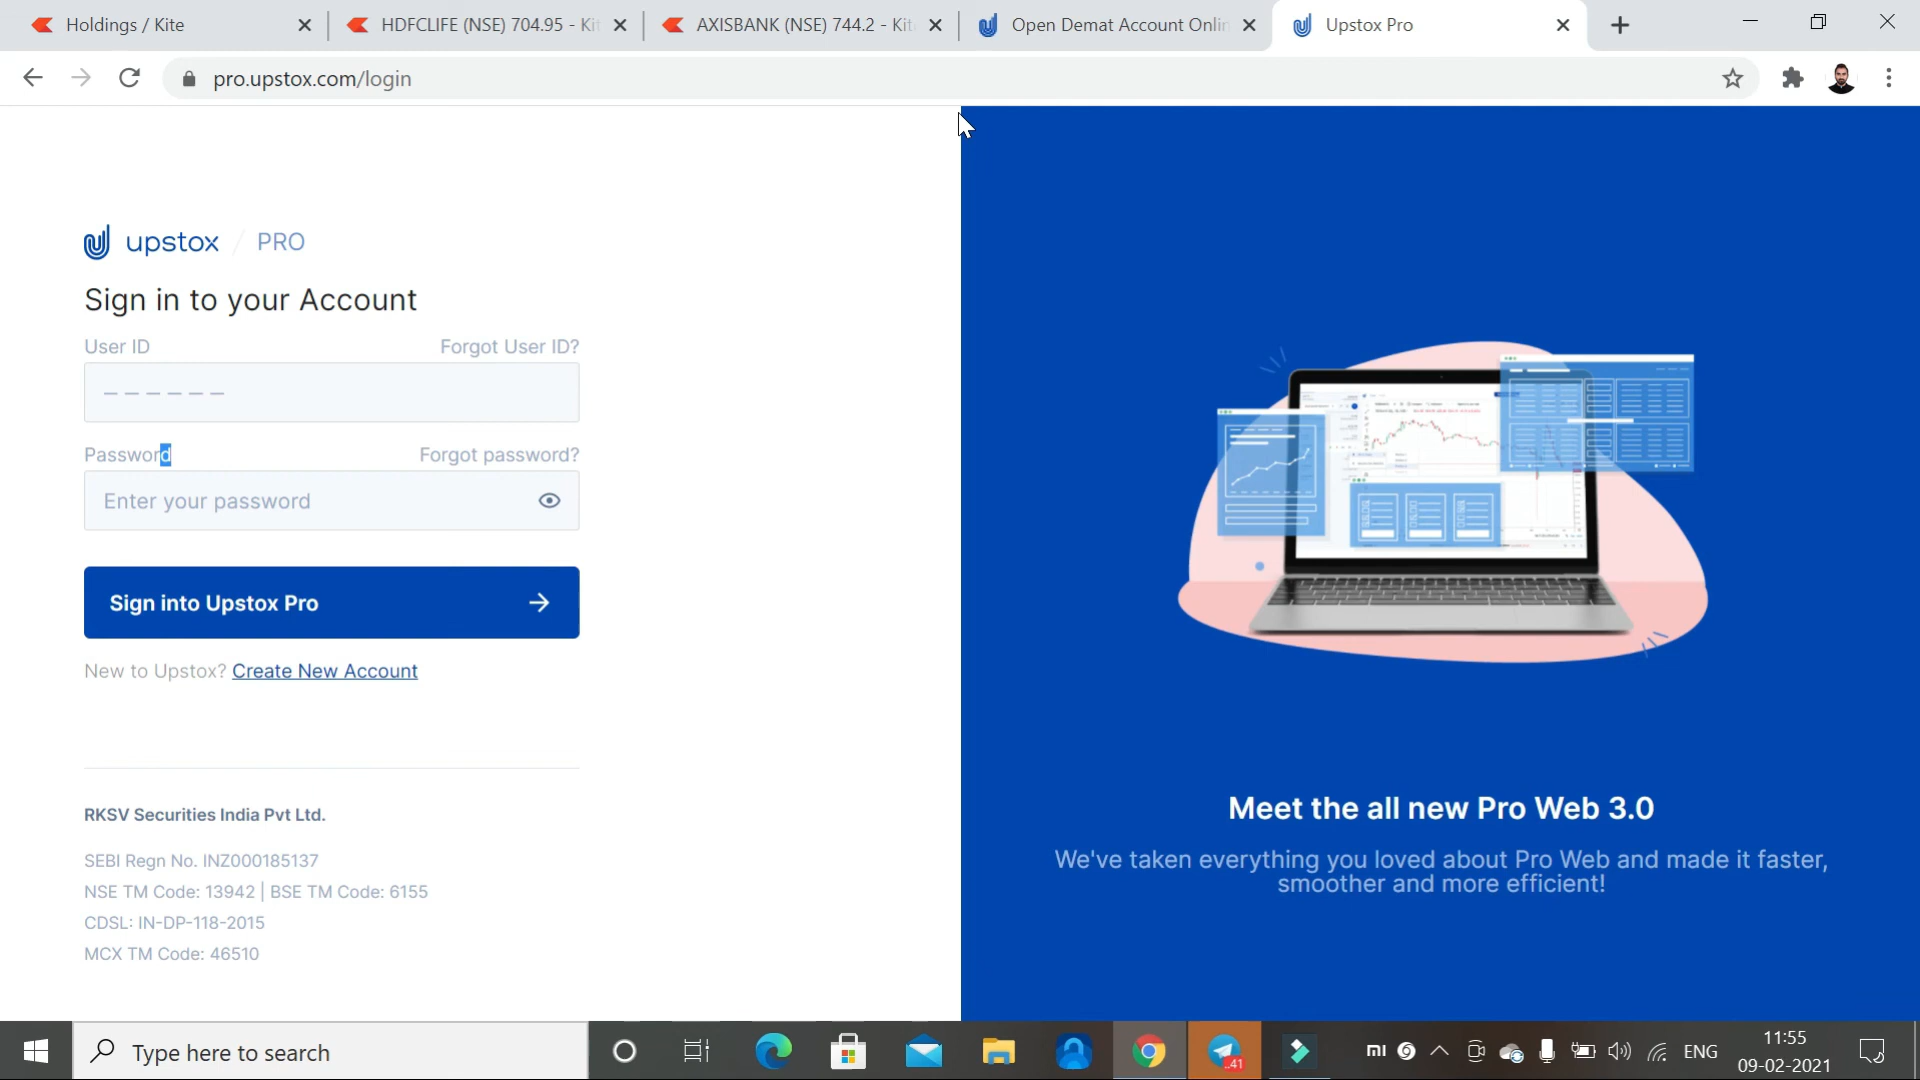 Holdings / Kite
HDFCLIFE (NSE) 704.95 - Ki
AXISBANK (NSE) 744.2 - Kit
Open Demat Account Onlin
Upstox Pro
pro.upstox.com/login
upstox / PRO
Sign in to your Account
User ID
Forgot User ID?
Password
Forgot password?
Enter your password
Sign into Upstox Pro
New to Upstox? Create New Account
RKSV Securities India Pvt Ltd.
SEBI Regn No. INZ000185137
NSE TM Code: 13942 | BSE TM Code: 6155
CDSL: IN-DP-118-2015
MCX TM Code: 46510
Meet the all new Pro Web 3.0
We've taken everything you loved about Pro Web and made it faster,
smoother and more efficient!
Type here to search
..41
mi
ENG
11:55
09-02-2021